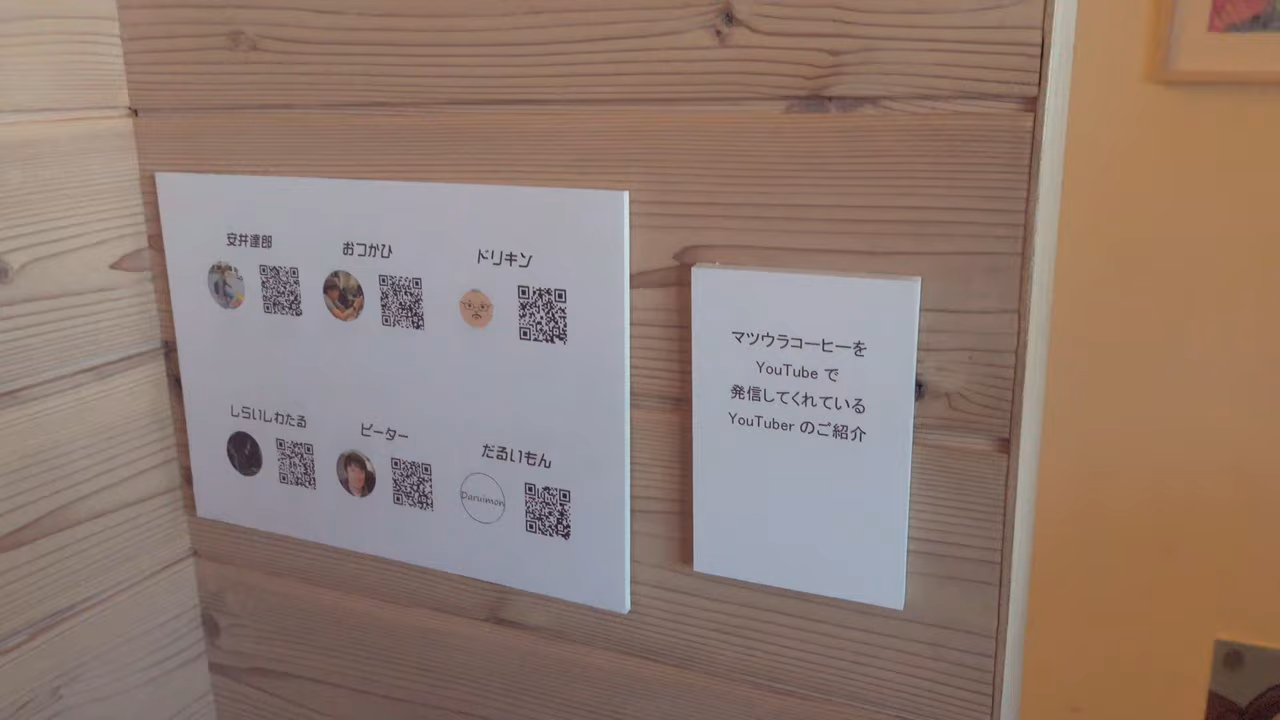 安井達郎
おつかひ
ドリキン
しらいしわたる
ピーター
だるいもん
Daruimon
マツウラコーヒーを
YouTube で
発信してくれている
YouTuber のご紹介